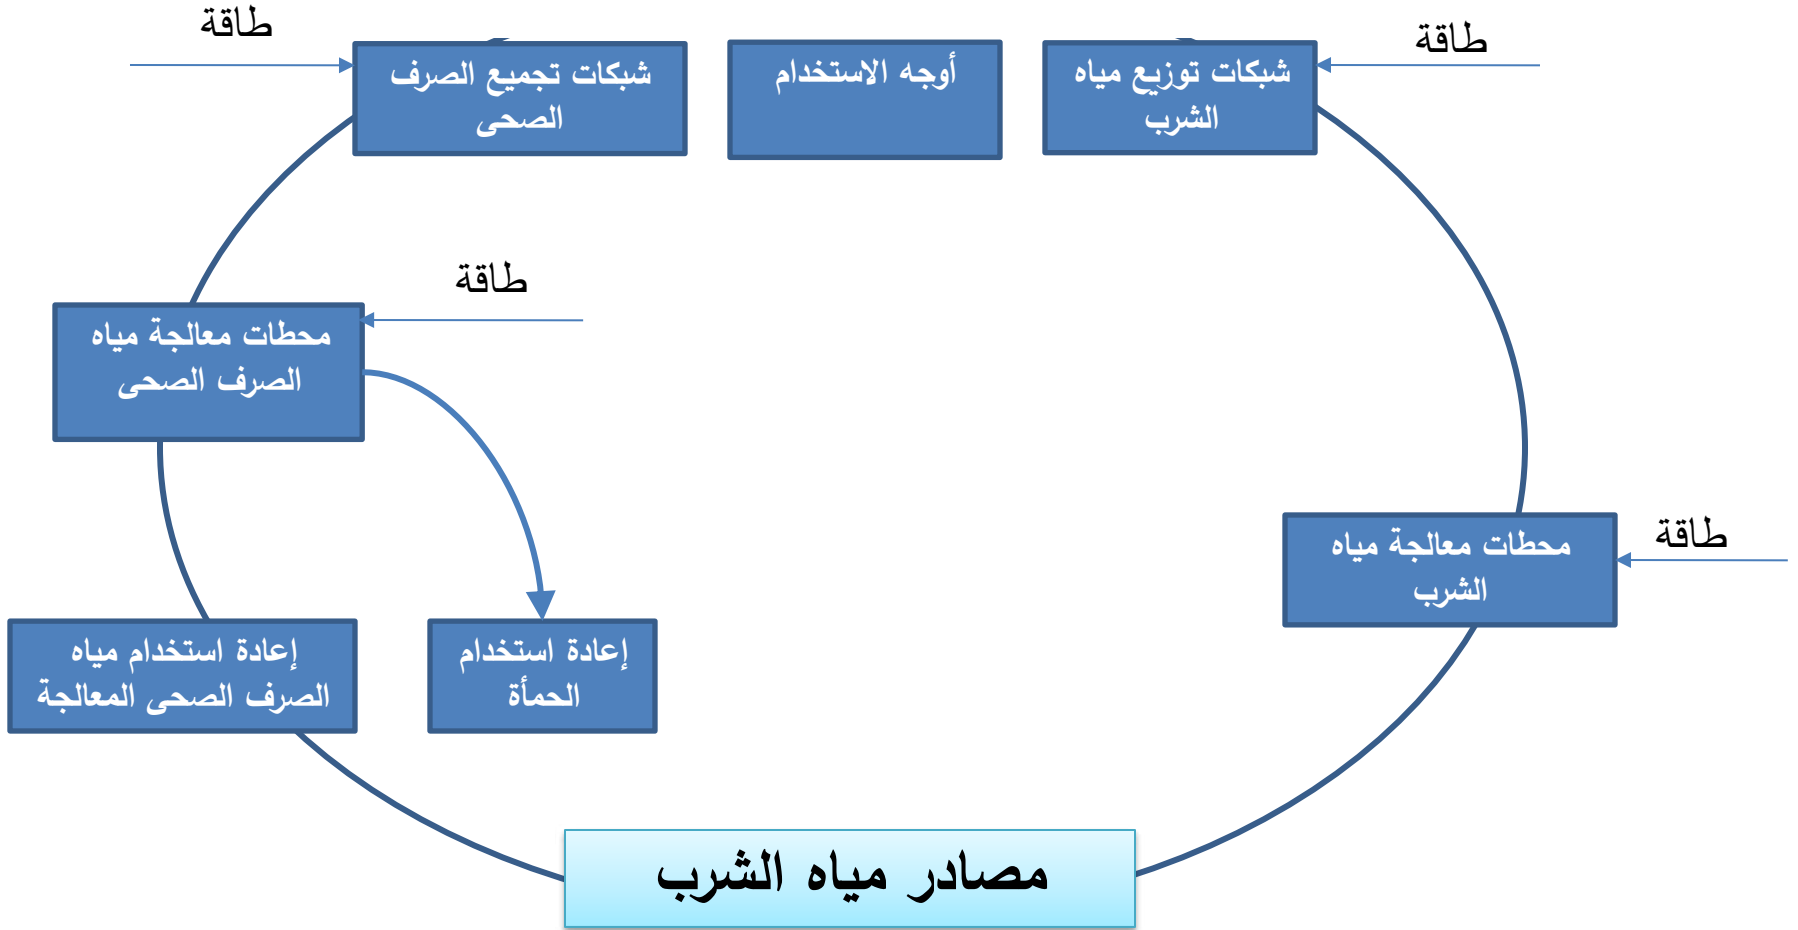 طاقة
شبكات توزيع مياه
الشرب
أوجه الاستخدام
شبكات تجميع الصرف
الصحى
طاقة
طاقة
محطات معالجة مياه
الصرف الصحى
طاقة
محطات معالجة مياه
الشرب
إعادة استخدام
الحمأة
إعادة استخدام مياه
الصرف الصحى المعالجة
مصادر مياه الشرب